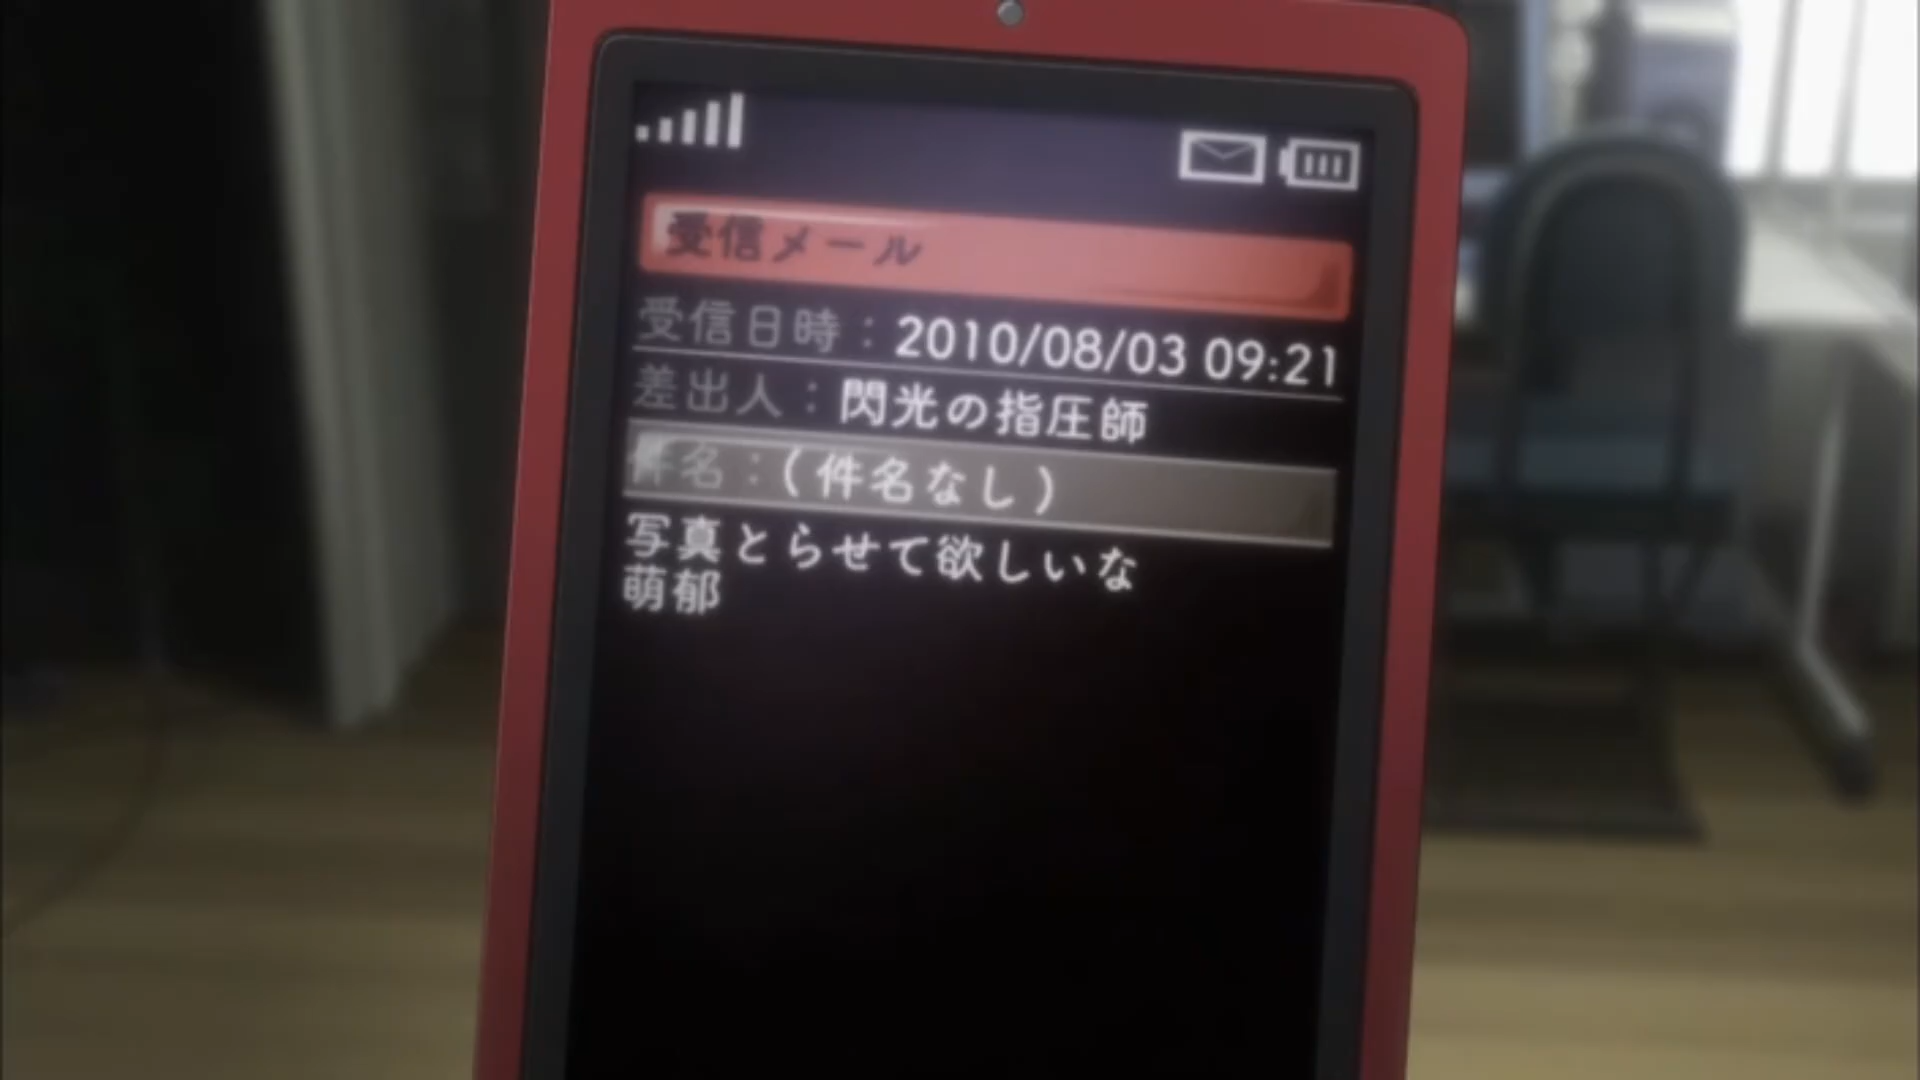 受信メール
受信日時：2010/08/03 09:21
差出人：閃光の指圧師
件名：(件名なし)
写真とらせて欲しいな
萌郁